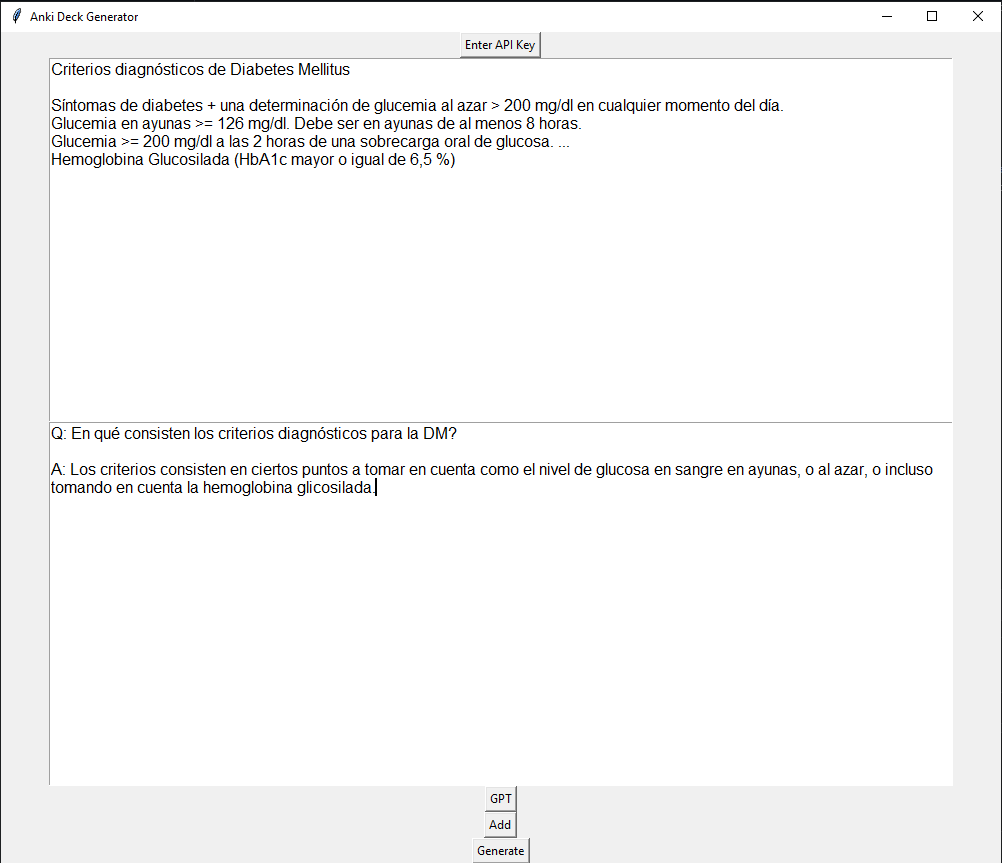 Anki Deck Generator
Enter API Key
Criterios diagnósticos de Diabetes Mellitus
Síntomas de diabetes + una determinación de glucemia al azar > 200 mg/dl en cualquier momento del día.
Glucemia en ayunas >= 126 mg/dl. Debe ser en ayunas de al menos 8 horas.
Glucemia >= 200 mg/dl a las 2 horas de una sobrecarga oral de glucosa. ...
Hemoglobina Glucosilada (HbA1c mayor o igual de 6,5 %)
Q: En qué consisten los criterios diagnósticos para la DM?
A: Los criterios consisten en ciertos puntos a tomar en cuenta como el nivel de glucosa en sangre en ayunas, o al azar, o incluso
tomando en cuenta la hemoglobina glicosilada.
GPT
Add
Generate